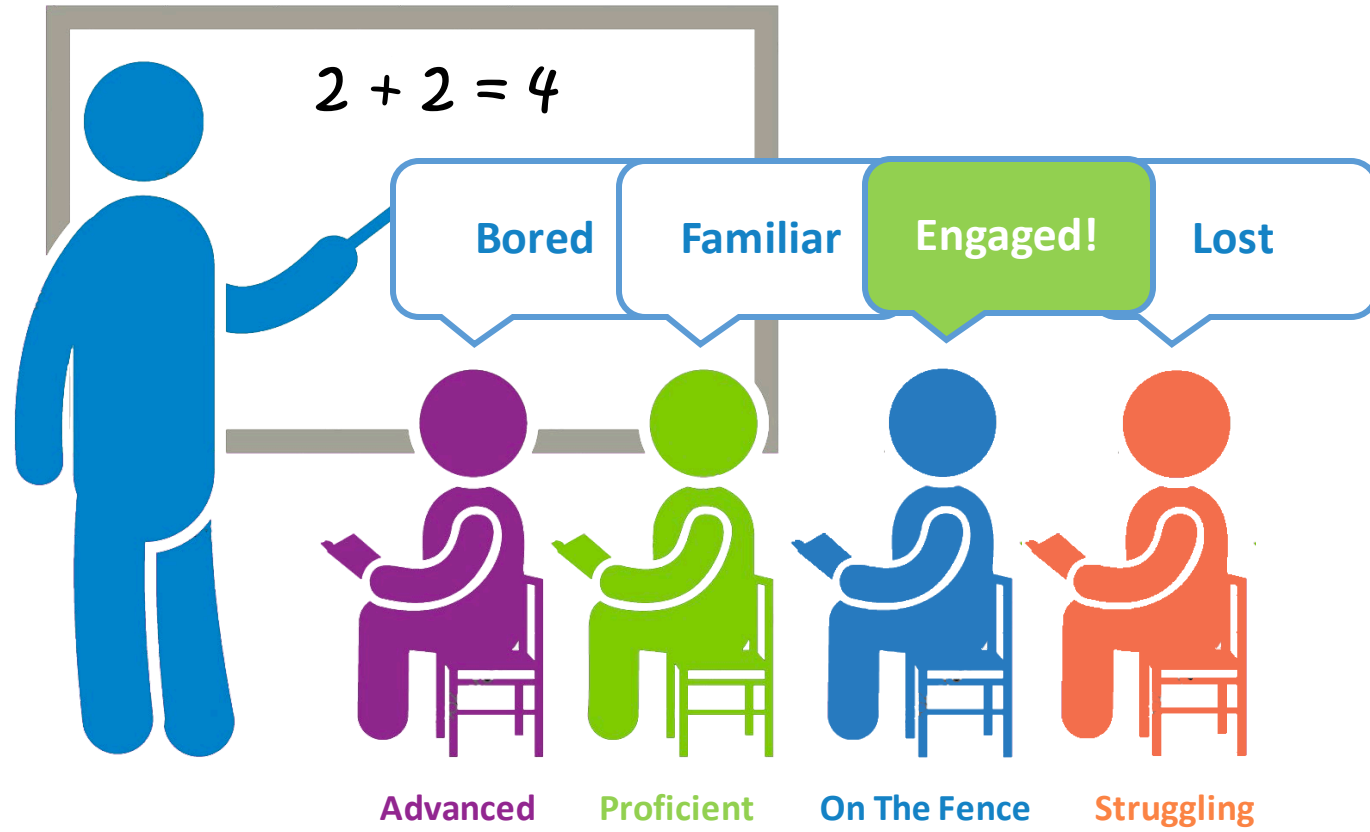 2 + 2 = 4
Bored Familiar Engaged! Lost
Advanced Proficient On The Fence Struggling